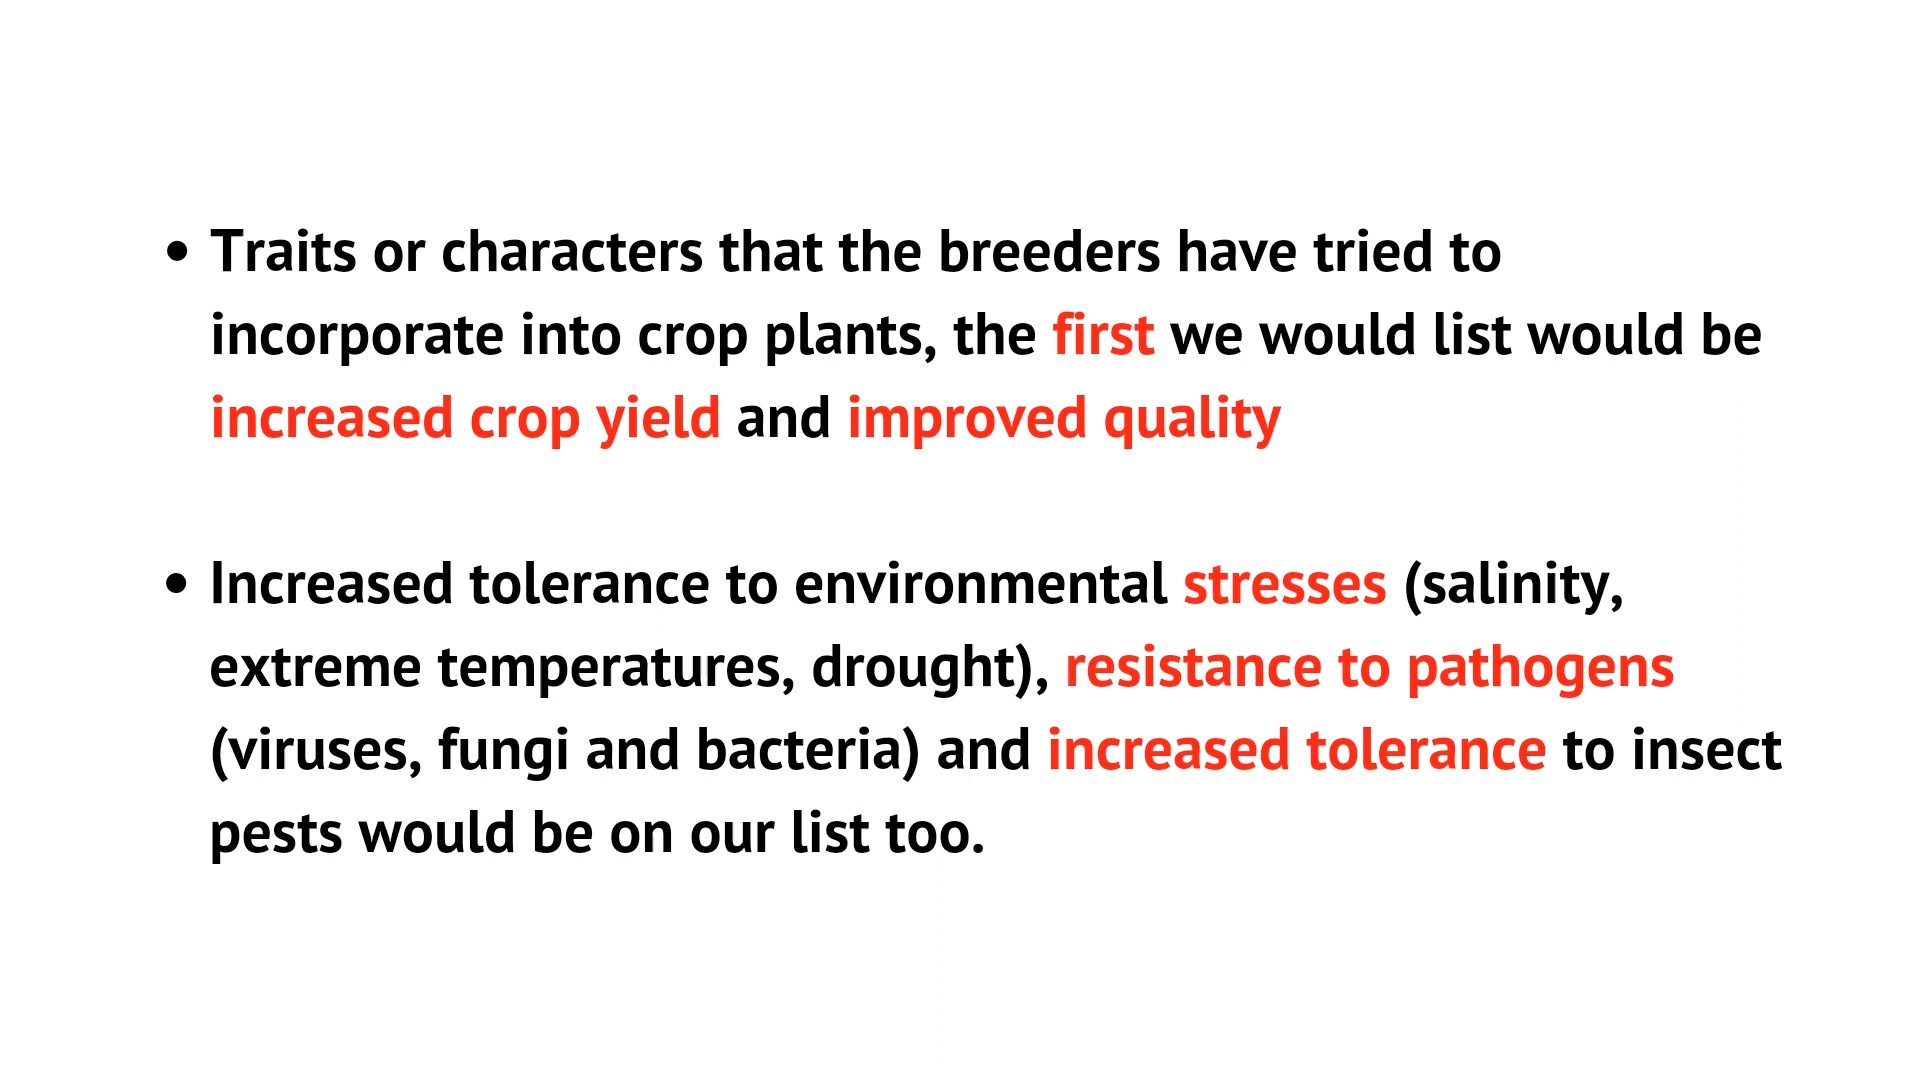 • Traits or characters that the breeders have tried to
incorporate into crop plants, the first we would list would be
increased crop yield and improved quality
• Increased tolerance to environmental stresses (salinity,
extreme temperatures, drought), resistance to pathogens
(viruses, fungi and bacteria) and increased tolerance to insect
pests would be on our list too.